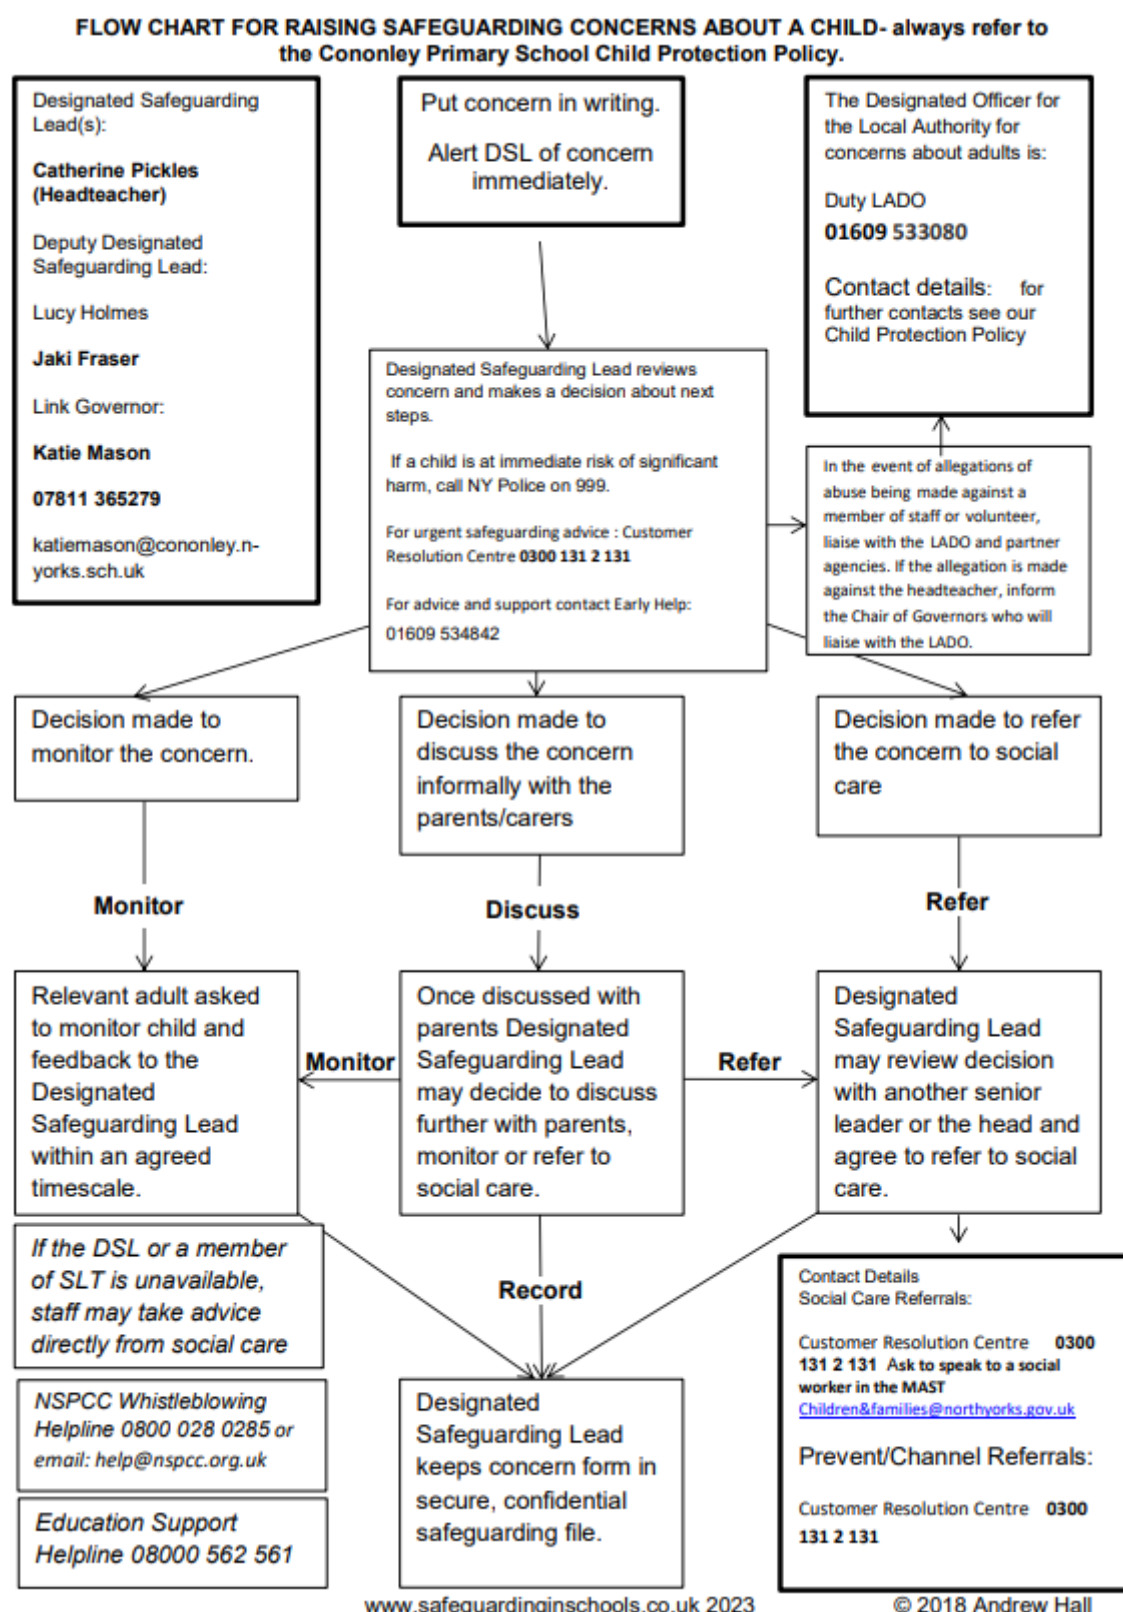 FLOW CHART FOR RAISING SAFEGUARDING CONCERNS ABOUT A CHILD- always refer to
the Cononley Primary School Child Protection Policy.
Designated Safeguarding
Lead(s):
Catherine Pickles
(Headteacher)
Deputy Designated
Safeguarding Lead:
Lucy Holmes
Jaki Fraser
Link Governor:
Katie Mason
07811 365279
katiemason@cononley.n-
yorks.sch.uk
Put concern in writing.
Alert DSL of concern
immediately.
The Designated Officer for
the Local Authority for
concerns about adults is:
Duty LADO
01609 533080
Contact details: for
further contacts see our
Child Protection Policy
Designated Safeguarding Lead reviews
concern and makes a decision about next
steps.
If a child is at immediate risk of significant
harm, call NY Police on 999.
For urgent safeguarding advice : Customer
Resolution Centre 0300 131 2 131
For advice and support contact Early Help:
01609 534842
In the event of allegations of
abuse being made against a
member of staff or volunteer,
liaise with the LADO and partner
agencies. If the allegation is made
against the headteacher, inform
the Chair of Governors who will
liaise with the LADO.
Decision made to
monitor the concern.
Decision made to
discuss the concern
informally with the
parents/carers
Decision made to refer
the concern to social
care
Monitor
Discuss
Refer
Relevant adult asked
to monitor child and
feedback to the
Designated
Safeguarding Lead
within an agreed
timescale.
Monitor
Once discussed with
parents Designated
Safeguarding Lead
may decide to discuss
further with parents,
monitor or refer to
social care.
Refer
Designated
Safeguarding Lead
may review decision
with another senior
leader or the head and
agree to refer to social
care.
If the DSL or a member
of SLT is unavailable,
staff may take advice
directly from social care
Record
NSPCC Whistleblowing
Helpline 0800 028 0285 or
email: help@nspcc.org.uk
Education Support
Helpline 08000 562 561
Designated
Safeguarding Lead
keeps concern form in
secure, confidential
safeguarding file.
Contact Details
Social Care Referrals:
Customer Resolution Centre 0300
131 2 131 Ask to speak to a social
worker in the MAST
Children&families@northyorks.gov.uk
Prevent/Channel Referrals:
Customer Resolution Centre 0300
131 2 131
www.safeguardinginschools.co.uk 2023
© 2018 Andrew Hall